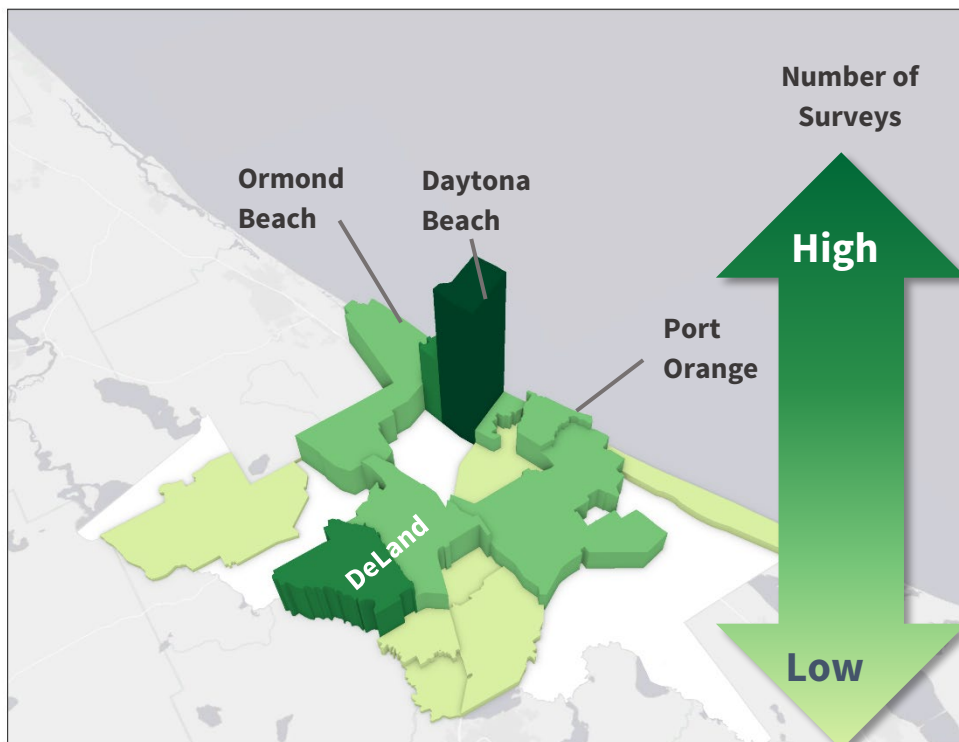 Number of
Surveys
Ormond
Beach
Daytona
Beach
High
Port
Orange
DeLand
Low